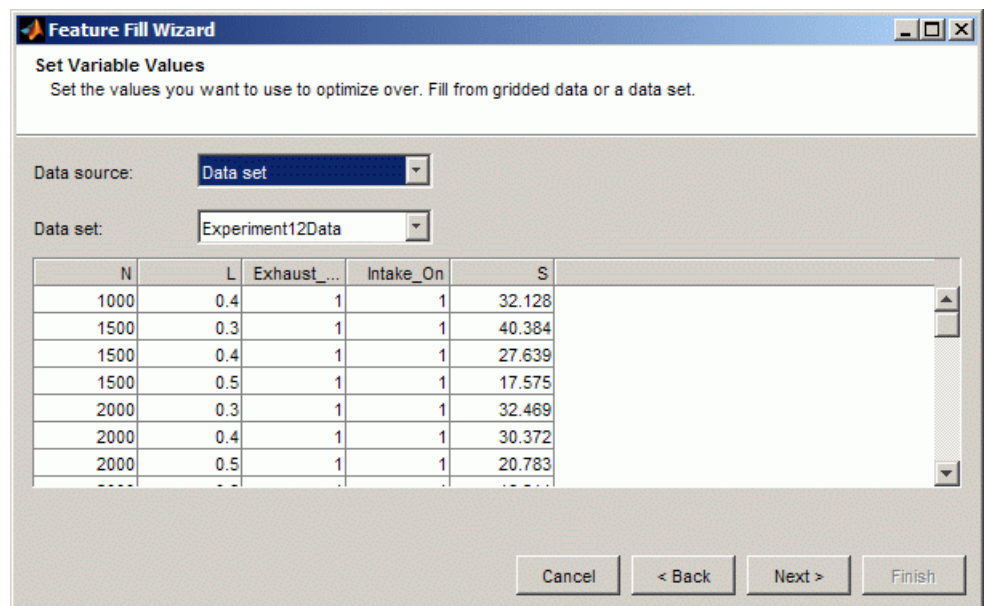 Feature Fill Wizard
Set Variable Values
Set the values you want to use to optimize over. Fill from gridded data or a data set.
Data source: Data set
Data set: Experiment12Data
N L Exhaust_... Intake_On S
1000 0.4 1 1 32.128
1500 0.3 1 1 40.384
1500 0.4 1 1 27.639
1500 0.5 1 1 17.575
2000 0.3 1 1 32.469
2000 0.4 1 1 30.372
2000 0.5 1 1 20.783
Cancel < Back Next > Finish